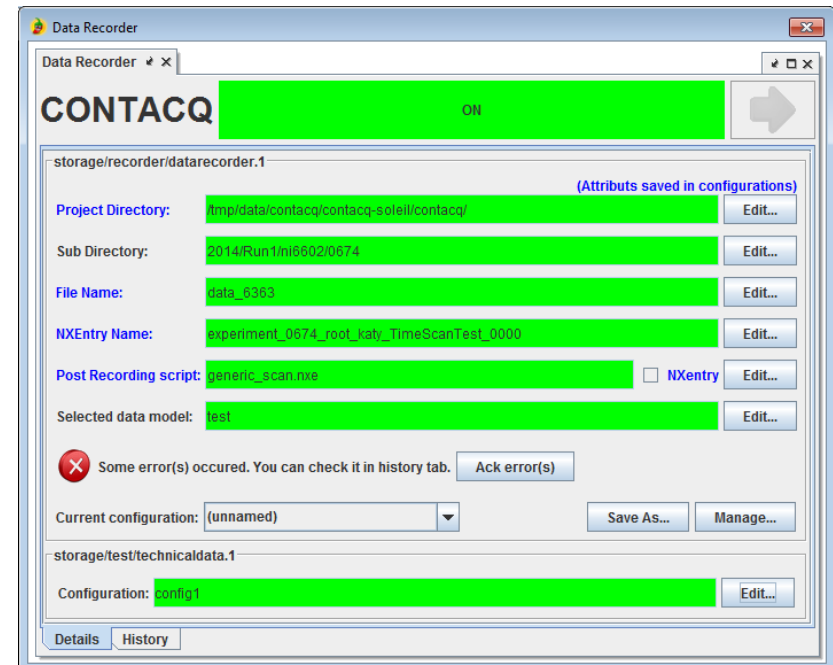 Data Recorder
Data Recorder
CONTACQ ON
storage/recorder/datarecorder.1
(Attributs saved in configurations)
Project Directory: /tmp/data/contacq/contacq-soleil/contacq/ Edit...
Sub Directory: 2014/Run1/ni6602/0674 Edit...
File Name: data_6363 Edit...
NXEntry Name: experiment_0674_root_katy_TimeScanTest_0000 Edit...
Post Recording script: generic_scan.nxe NXentry Edit...
Selected data model: test Edit...
Some error(s) occured. You can check it in history tab. Ack error(s)
Current configuration: (unnamed) Save As... Manage...
storage/test/technicaldata.1
Configuration: config1 Edit...
Details History